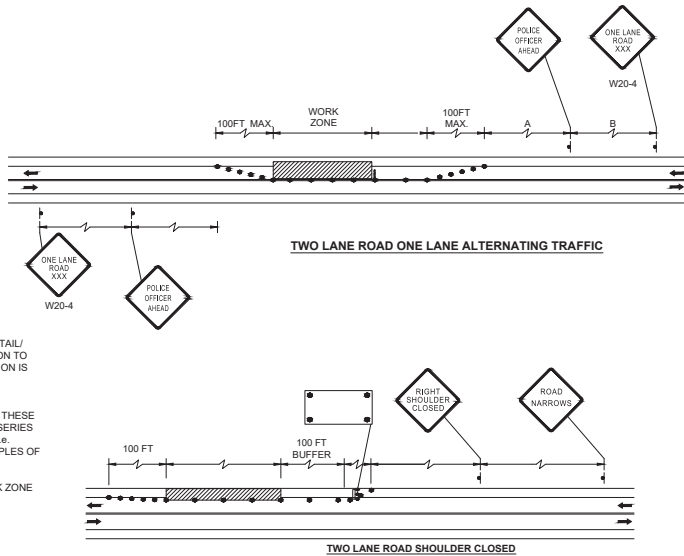 POLICE
OFFICER
AHEAD
ONE LANE
ROAD
XXX
W20-4
100FT MAX.
WORK
ZONE
100FT
MAX.
A
B
TWO LANE ROAD ONE LANE ALTERNATING TRAFFIC
ONE LANE
ROAD
XXX
W20-4
POLICE
OFFICER
AHEAD
TAIL/
ON TO
ON IS
THESE
SERIES
.e.
PLES OF
K ZONE
RIGHT
SHOULDER
CLOSED
ROAD
NARROWS
100 FT
100 FT
BUFFER
TWO LANE ROAD SHOULDER CLOSED